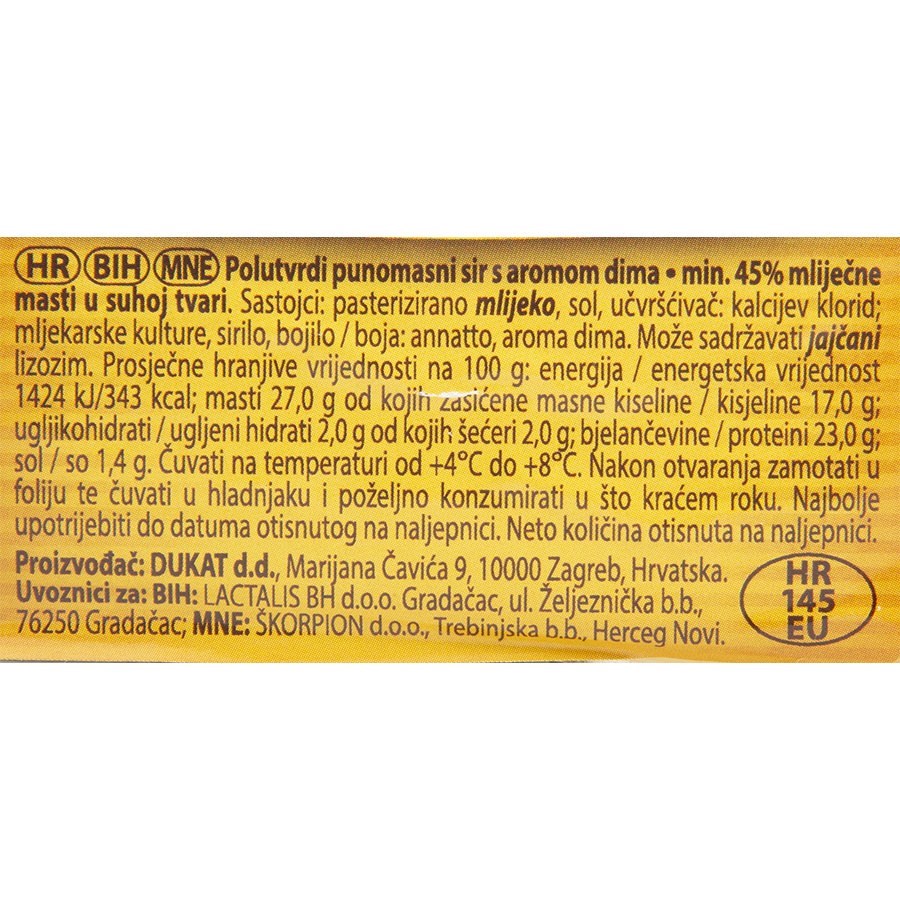 HR BIH MNE Polutvrdi punomasni sir s aromom dima • min. 45% mliječne
masti u suhoj tvari. Sastojci: pasterizirano mlijeko, sol, učvršćivač: kalcijev klorid;
mljekarske kulture, sirilo, bojilo / boja: annatto, aroma dima. Može sadržavati jajčani
lizozim. Prosječne hranjive vrijednosti na 100 g: energija / energetska vrijednost
1424 kJ/343 kcal; masti 27,0 g od kojih zasićene masne kiseline / kisjeline 17,0 g;
ugljikohidrati / ugljeni hidrati 2,0 g od kojih šećeri 2,0 g; bjelančevine / proteini 23,0 g;
sol / so 1,4 g. Čuvati na temperaturi od +4°C do +8°C. Nakon otvaranja zamotati u
foliju te čuvati u hladnjaku i poželjno konzumirati u što kraćem roku. Najbolje
upotrijebiti do datuma otisnutog na naljepnici. Neto količina otisnuta na naljepnici.
Proizvođač: DUKAT d.d., Marijana Čavića 9, 10000 Zagreb, Hrvatska.
Uvoznici za: BIH: LACTALIS BH d.o.o. Gradačac, ul. Željeznička b.b.,
76250 Gradačac; MNE: ŠKORPION d.o.o., Trebinjska b.b., Herceg Novi.
HR
145
EU